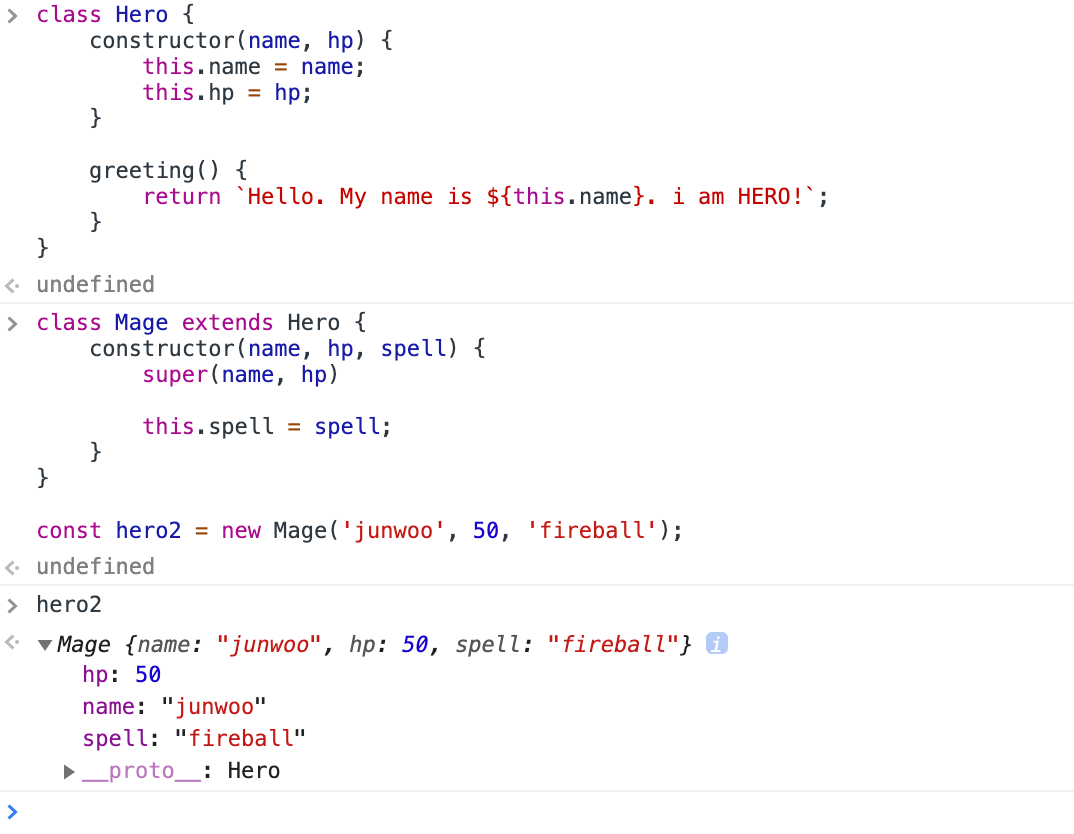 class Hero {
    constructor(name, hp) {
        this.name = name;
        this.hp = hp;
    }
    greeting() {
        return `Hello. My name is ${this.name}. i am HERO!`;
    }
}
undefined
class Mage extends Hero {
    constructor(name, hp, spell) {
        super(name, hp)
        this.spell = spell;
    }
}
const hero2 = new Mage('junwoo', 50, 'fireball');
undefined
hero2
Mage {name: "junwoo", hp: 50, spell: "fireball"} i
hp: 50
name: "junwoo"
spell: "fireball"
__proto__: Hero